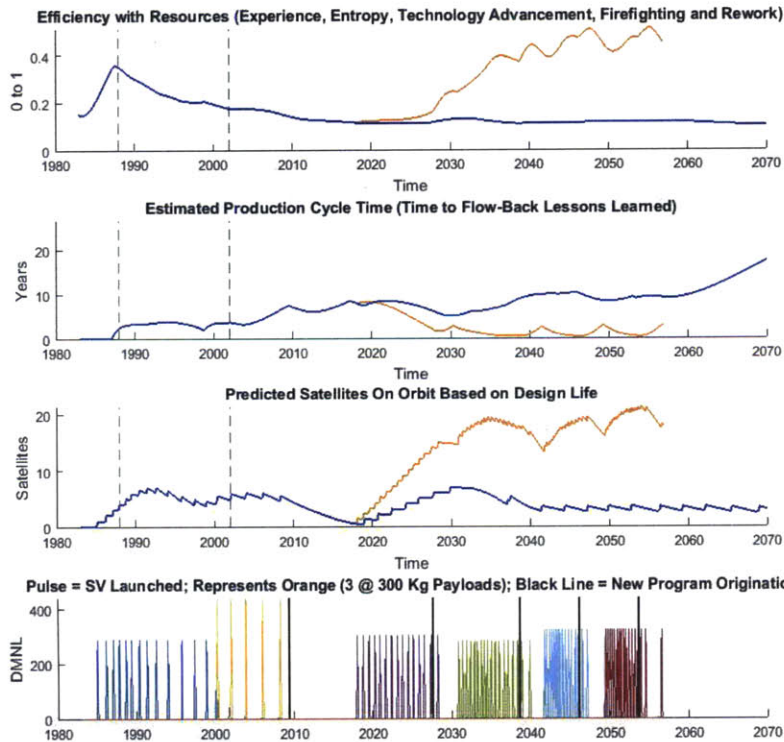 Efficiency with Resources (Experience, Entropy, Technology Advancement, Firefighting and Rework)
0.4
0.2
0
0 to 1
1980 1990 2000 2010 2020 2030 2040 2050 2060 2070
Time
Estimated Production Cycle Time (Time to Flow-Back Lessons Learned)
20
10
0
Years
1980 1990 2000 2010 2020 2030 2040 2050 2060 2070
Time
Predicted Satellites On Orbit Based on Design Life
20
10
0
Satellites
1980 1990 2000 2010 2020 2030 2040 2050 2060 2070
Time
Pulse = SV Launched; Represents Orange (3 @ 300 Kg Payloads); Black Line = New Program Originatio
400
200
0
DMNL
1980 1990 2000 2010 2020 2030 2040 2050 2060 2070